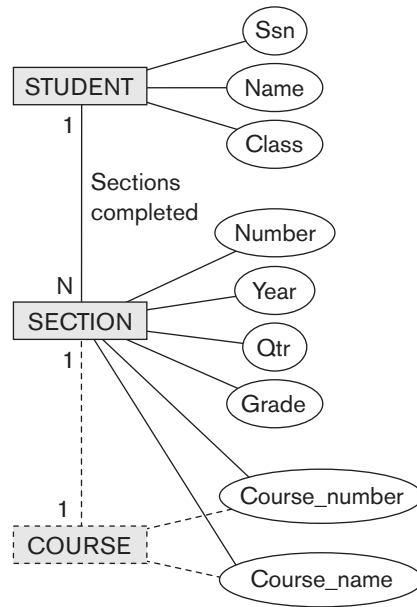 Ssn
STUDENT
Name
1
Class
Sections
completed
Number
N
Year
SECTION
1
Qtr
Grade
1
Course_number
COURSE
Course_name